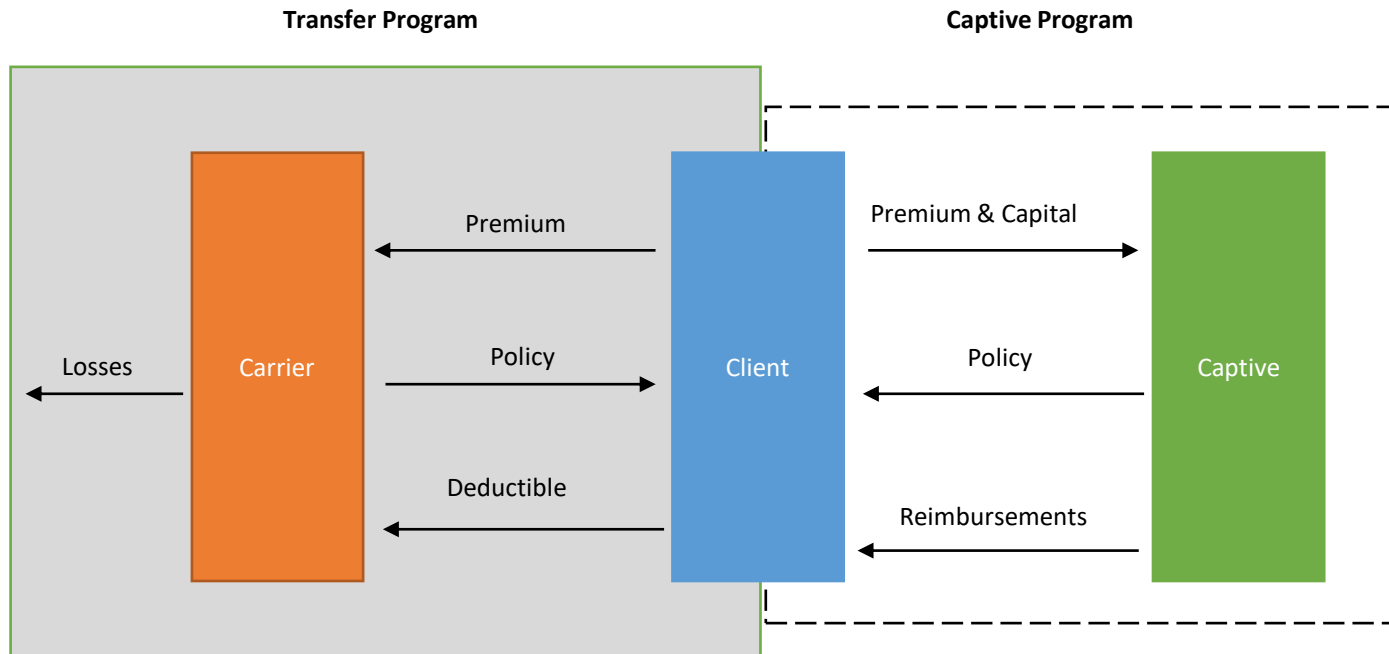 Transfer Program
Captive Program
Premium
Premium & Capital
Losses
Carrier
Policy
Client
Policy
Captive
Deductible
Reimbursements